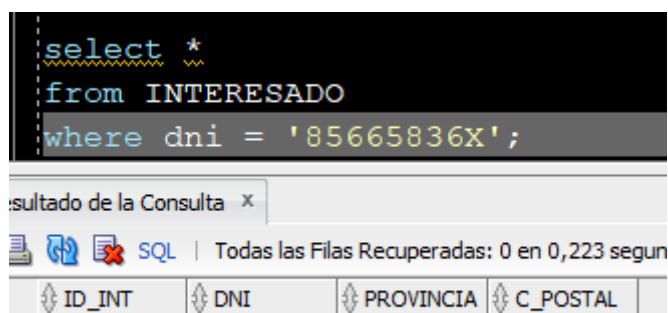 select *
from INTERESADO
where dni = '85665836X';
esultado de la Consulta x
SQL | Todas las Filas Recuperadas: 0 en 0,223 segun
ID_INT DNI PROVINCIA C_POSTAL